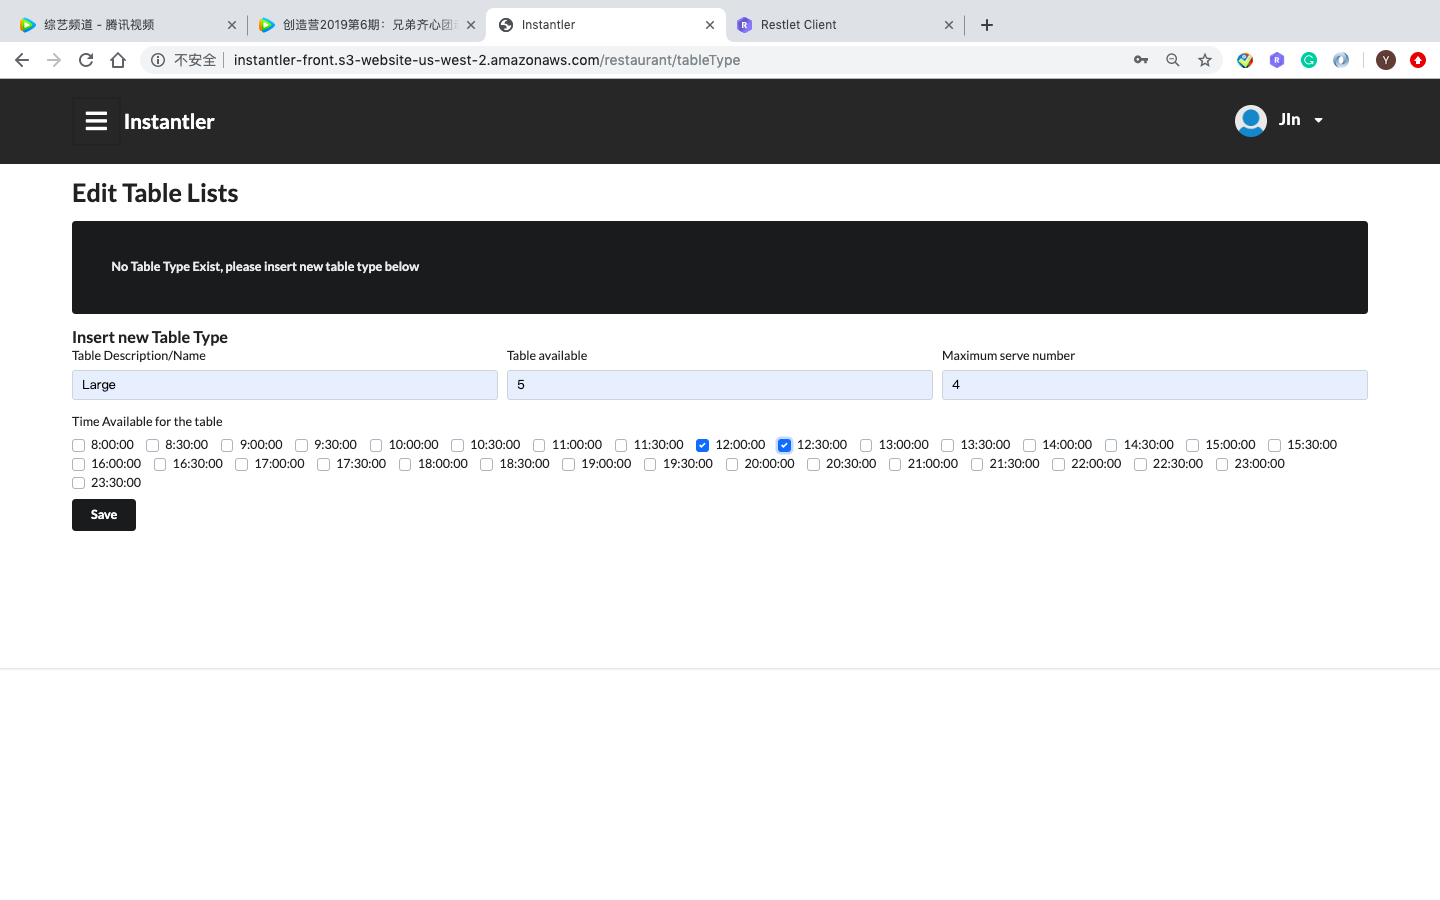 综艺频道 - 腾讯视频
创造营2019第6期：兄弟齐心团
Instantler
Restlet Client
不安全 instantler-front.s3-website-us-west-2.amazonaws.com/restaurant/tableType
Y
Instantler
JIn
Edit Table Lists
No Table Type Exist, please insert new table type below
Insert new Table Type
Table Description/Name Table available Maximum serve number
Large 5 4
Time Available for the table
8:00:00 8:30:00 9:00:00 9:30:00 10:00:00 10:30:00 11:00:00 11:30:00 12:00:00 12:30:00 13:00:00 13:30:00 14:00:00 14:30:00 15:00:00 15:30:00
16:00:00 16:30:00 17:00:00 17:30:00 18:00:00 18:30:00 19:00:00 19:30:00 20:00:00 20:30:00 21:00:00 21:30:00 22:00:00 22:30:00 23:00:00
23:30:00
Save